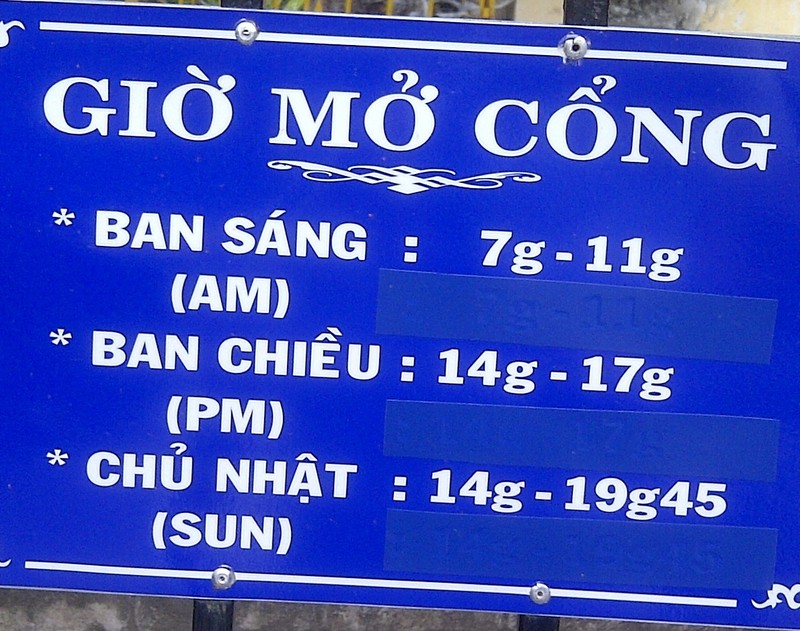 GIỜ MỞ CỔNG
* BAN SÁNG : 7g - 11g
(AM)
* BAN CHIỀU : 14g - 17g
(PM)
* CHỦ NHẬT : 14g - 19g45
(SUN)